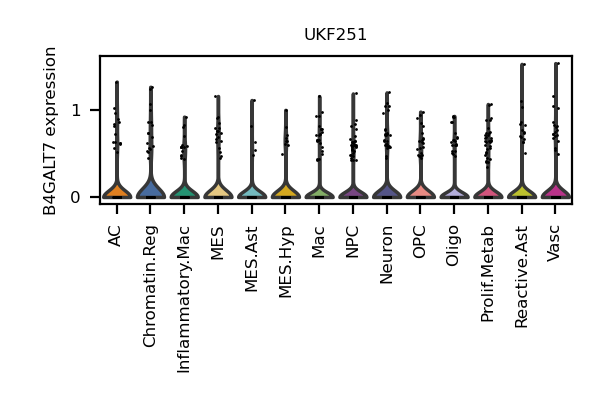 UKF251
B4GALT7 expression
1
0
AC
Chromatin.Reg
Inflammatory.Mac
MES
MES.Ast
MES.Hyp
Mac
NPC
Neuron
OPC
Oligo
Prolif.Metab
Reactive.Ast
Vasc